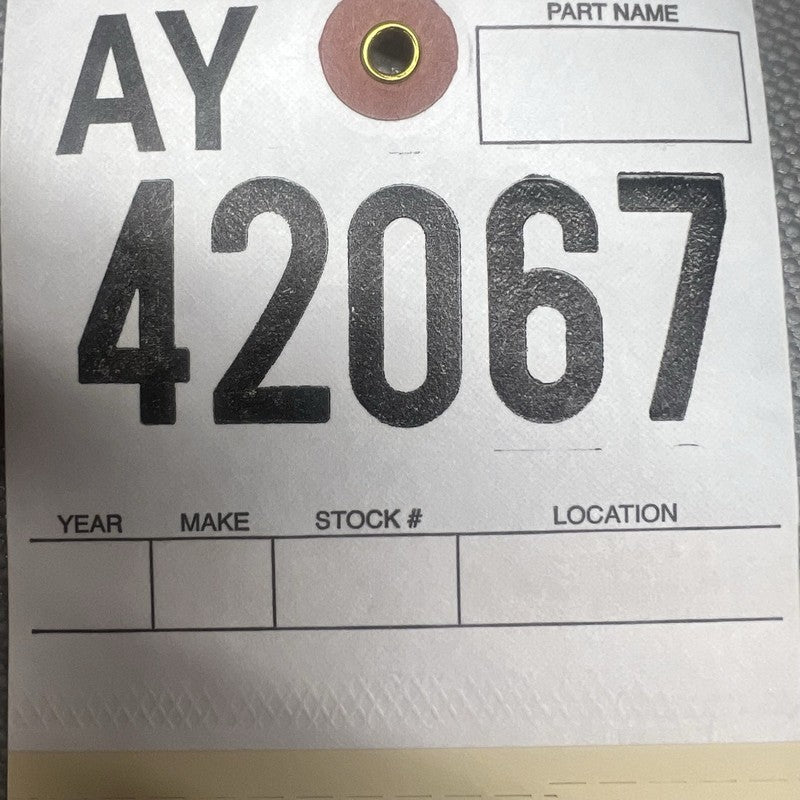 AY
PART NAME
42067
YEAR MAKE STOCK # LOCATION